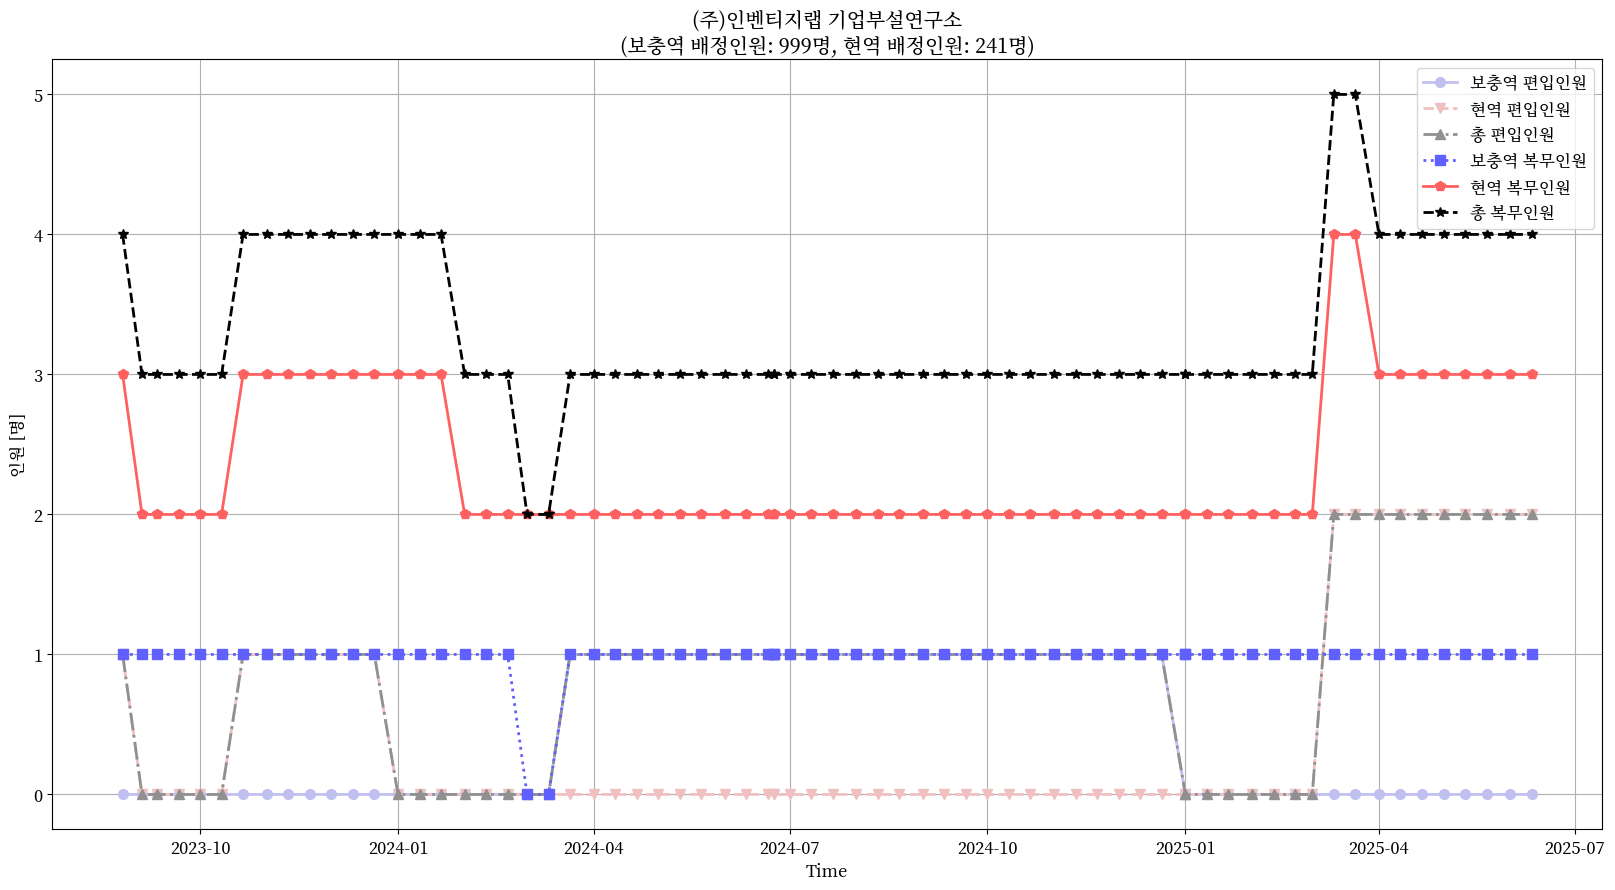 (주)인벤티지랩 기업부설연구소
(보충역 배정인원: 999명, 현역 배정인원: 241명)
보충역 편입인원
현역 편입인원
총 편입인원
보충역 복무인원
현역 복무인원
총 복무인원
인원 [명]
5
4
3
2
1
0
2023-10
2024-01
2024-04
2024-07
2024-10
2025-01
2025-04
2025-07
Time